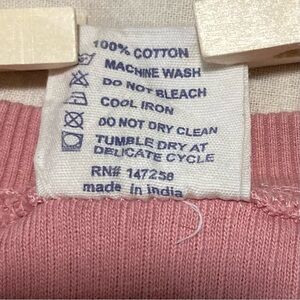 100% COTTON
MACHINE WASH
DO NOT BLEACH
COOL IRON
DO NOT DRY CLEAN
TUMBLE DRY AT
DELICATE CYCLE
RN# 147258
made in india